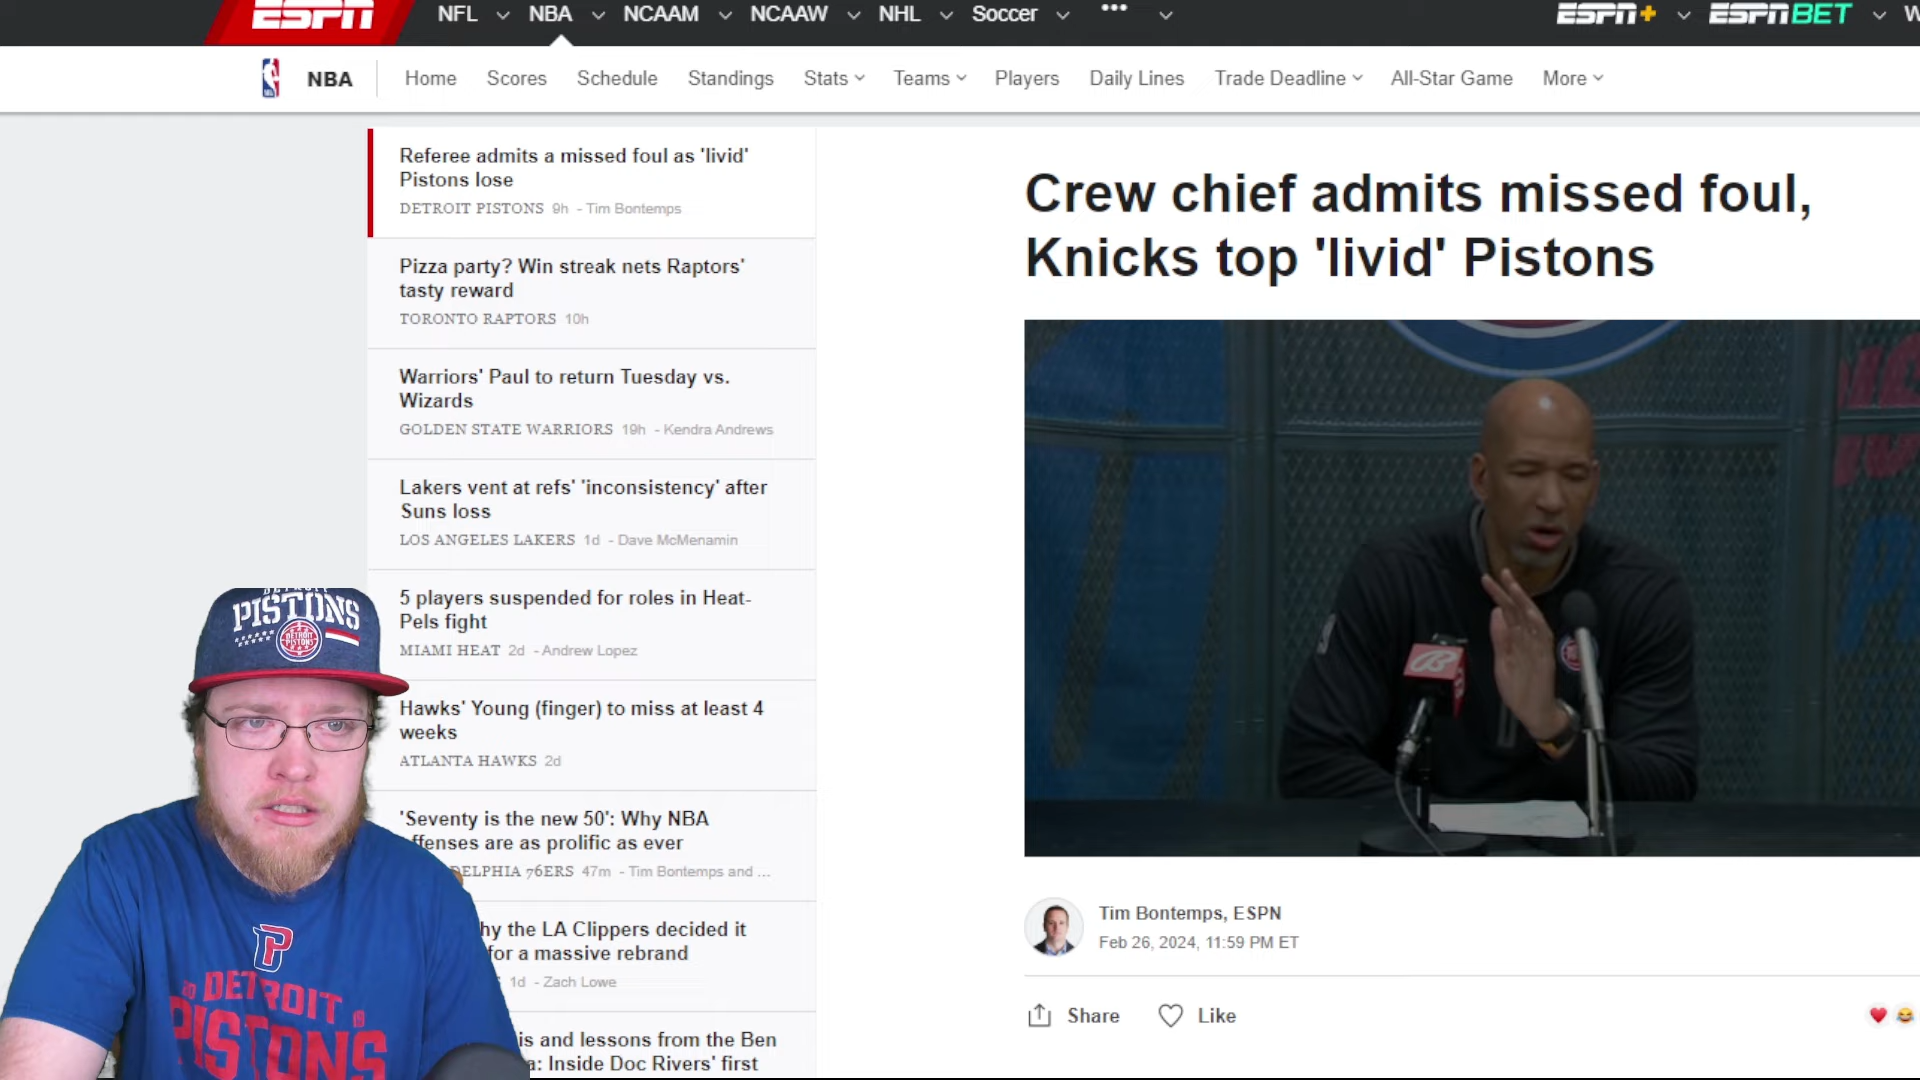 ESPN
NFL
NBA
NCAAM
NCAAW
NHL
Soccer
ESPN+
ESPN BET
NBA
Home
Scores
Schedule
Standings
Stats
Teams
Players
Daily Lines
Trade Deadline
All-Star Game
More
Referee admits a missed foul as 'livid'
Pistons lose
DETROIT PISTONS 9h - Tim Bontemps
Pizza party? Win streak nets Raptors'
tasty reward
TORONTO RAPTORS 10h
Warriors' Paul to return Tuesday vs.
Wizards
GOLDEN STATE WARRIORS 19h - Kendra Andrews
Lakers vent at refs' 'inconsistency' after
Suns loss
LOS ANGELES LAKERS 1d - Dave McMenamin
5 players suspended for roles in Heat-
Pels fight
MIAMI HEAT 2d - Andrew Lopez
Hawks' Young (finger) to miss at least 4
weeks
ATLANTA HAWKS 2d
'Seventy is the new 50': Why NBA
ffenses are as prolific as ever
DELPHIA 76ERS 47m - Tim Bontemps and ...
hy the LA Clippers decided it
for a massive rebrand
1d - Zach Lowe
is and lessons from the Ben
a: Inside Doc Rivers' first
Crew chief admits missed foul,
Knicks top 'livid' Pistons
Tim Bontemps, ESPN
Feb 26, 2024, 11:59 PM ET
Share
Like
PISTONS
DETROIT
PISTONS
P
DETROIT
PISTONS